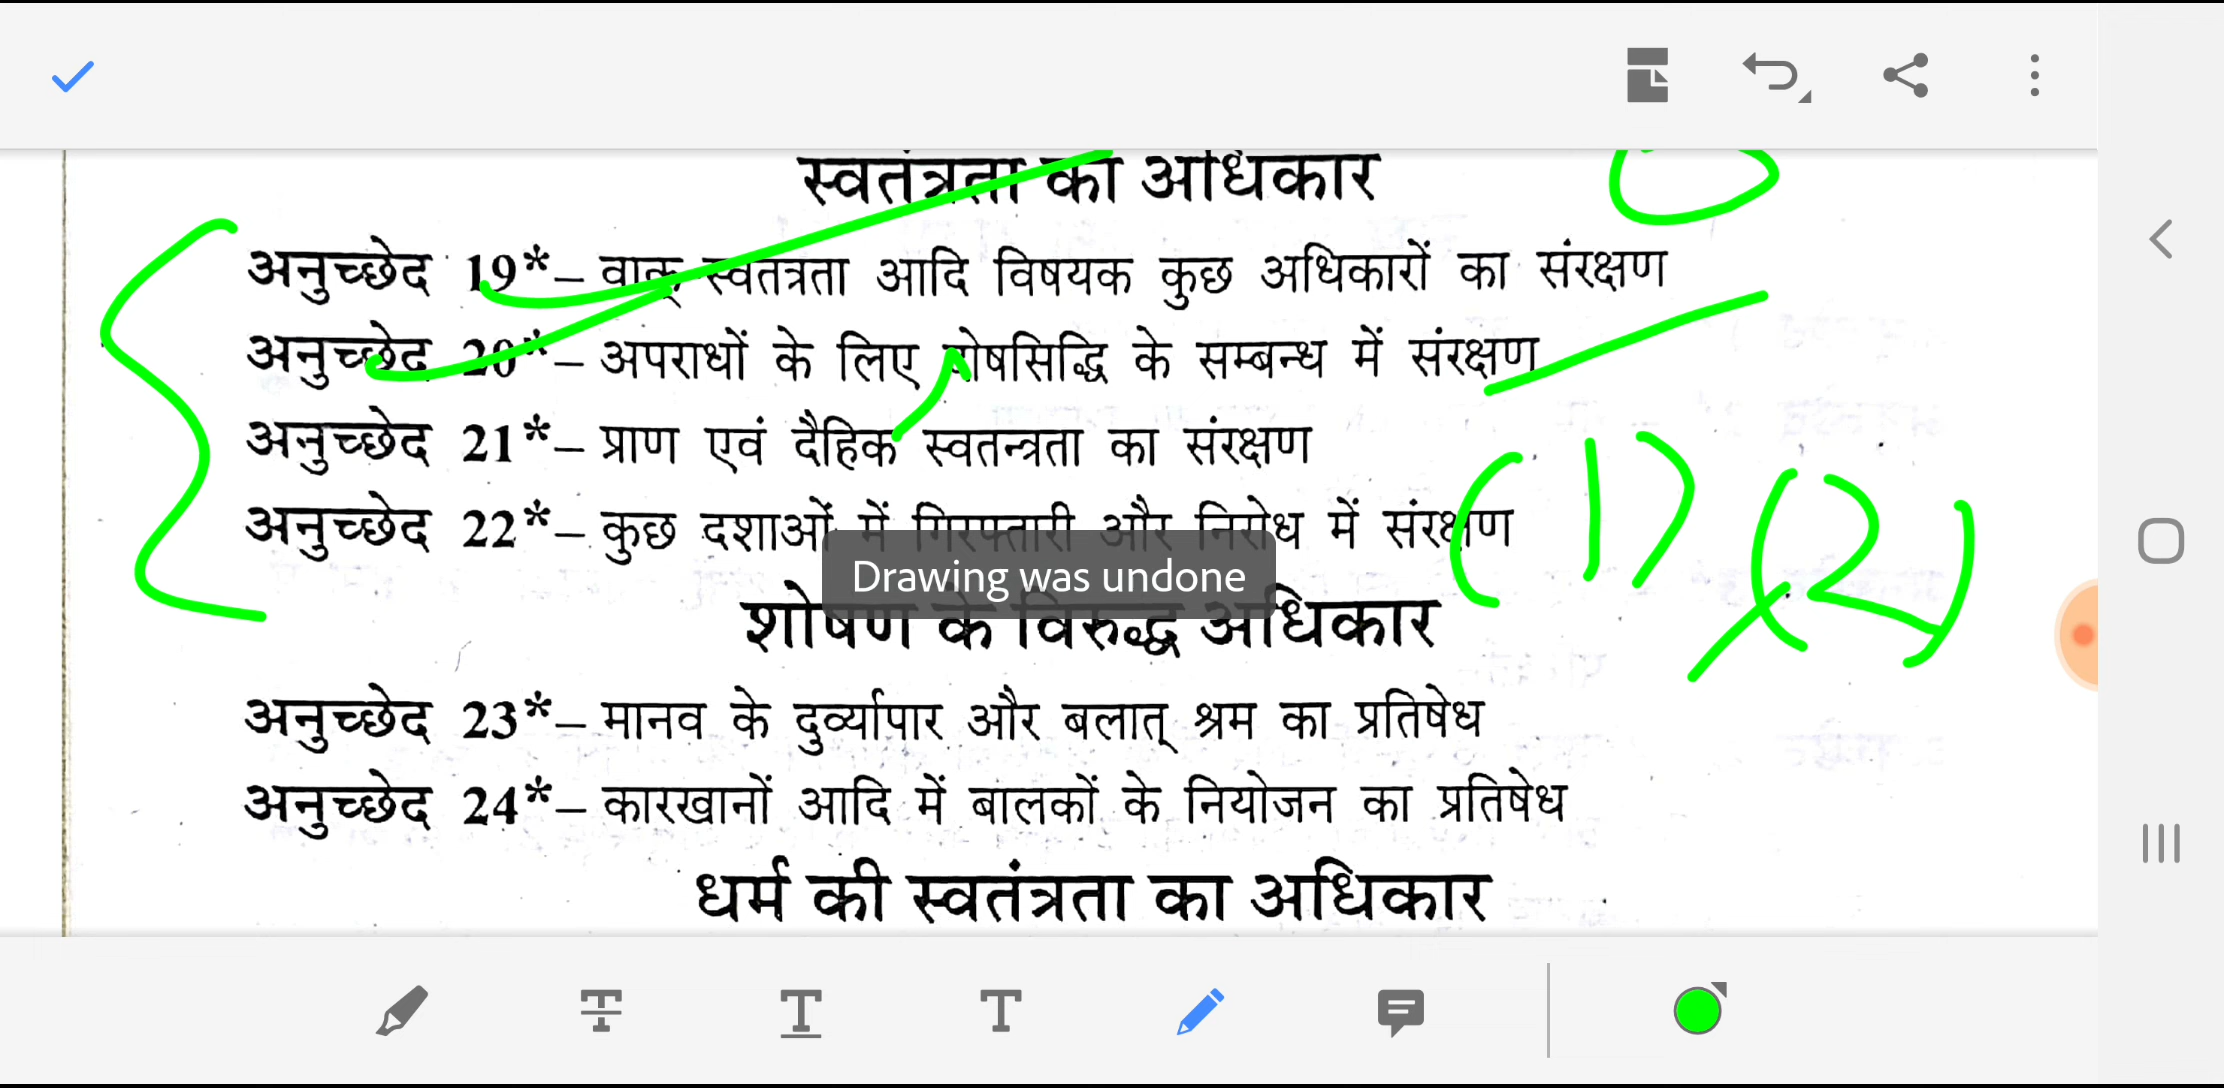 स्वतंत्रता का अधिकार
अनुच्छेद 19*– वाक् स्वतंत्रता आदि विषयक कुछ अधिकारों का संरक्षण
अनुच्छेद 20*– अपराधों के लिए दोषसिद्धि के सम्बन्ध में संरक्षण
अनुच्छेद 21*– प्राण एवं दैहिक स्वतन्त्रता का संरक्षण
(1) (2)
अनुच्छेद 22*– कुछ दशाओं में गिरफ्तारी और निरोध में संरक्षण
Drawing was undone
शोषण के विरुद्ध अधिकार
अनुच्छेद 23*– मानव के दुर्व्यापार और बलात् श्रम का प्रतिषेध
अनुच्छेद 24*– कारखानों आदि में बालकों के नियोजन का प्रतिषेध
धर्म की स्वतंत्रता का अधिकार